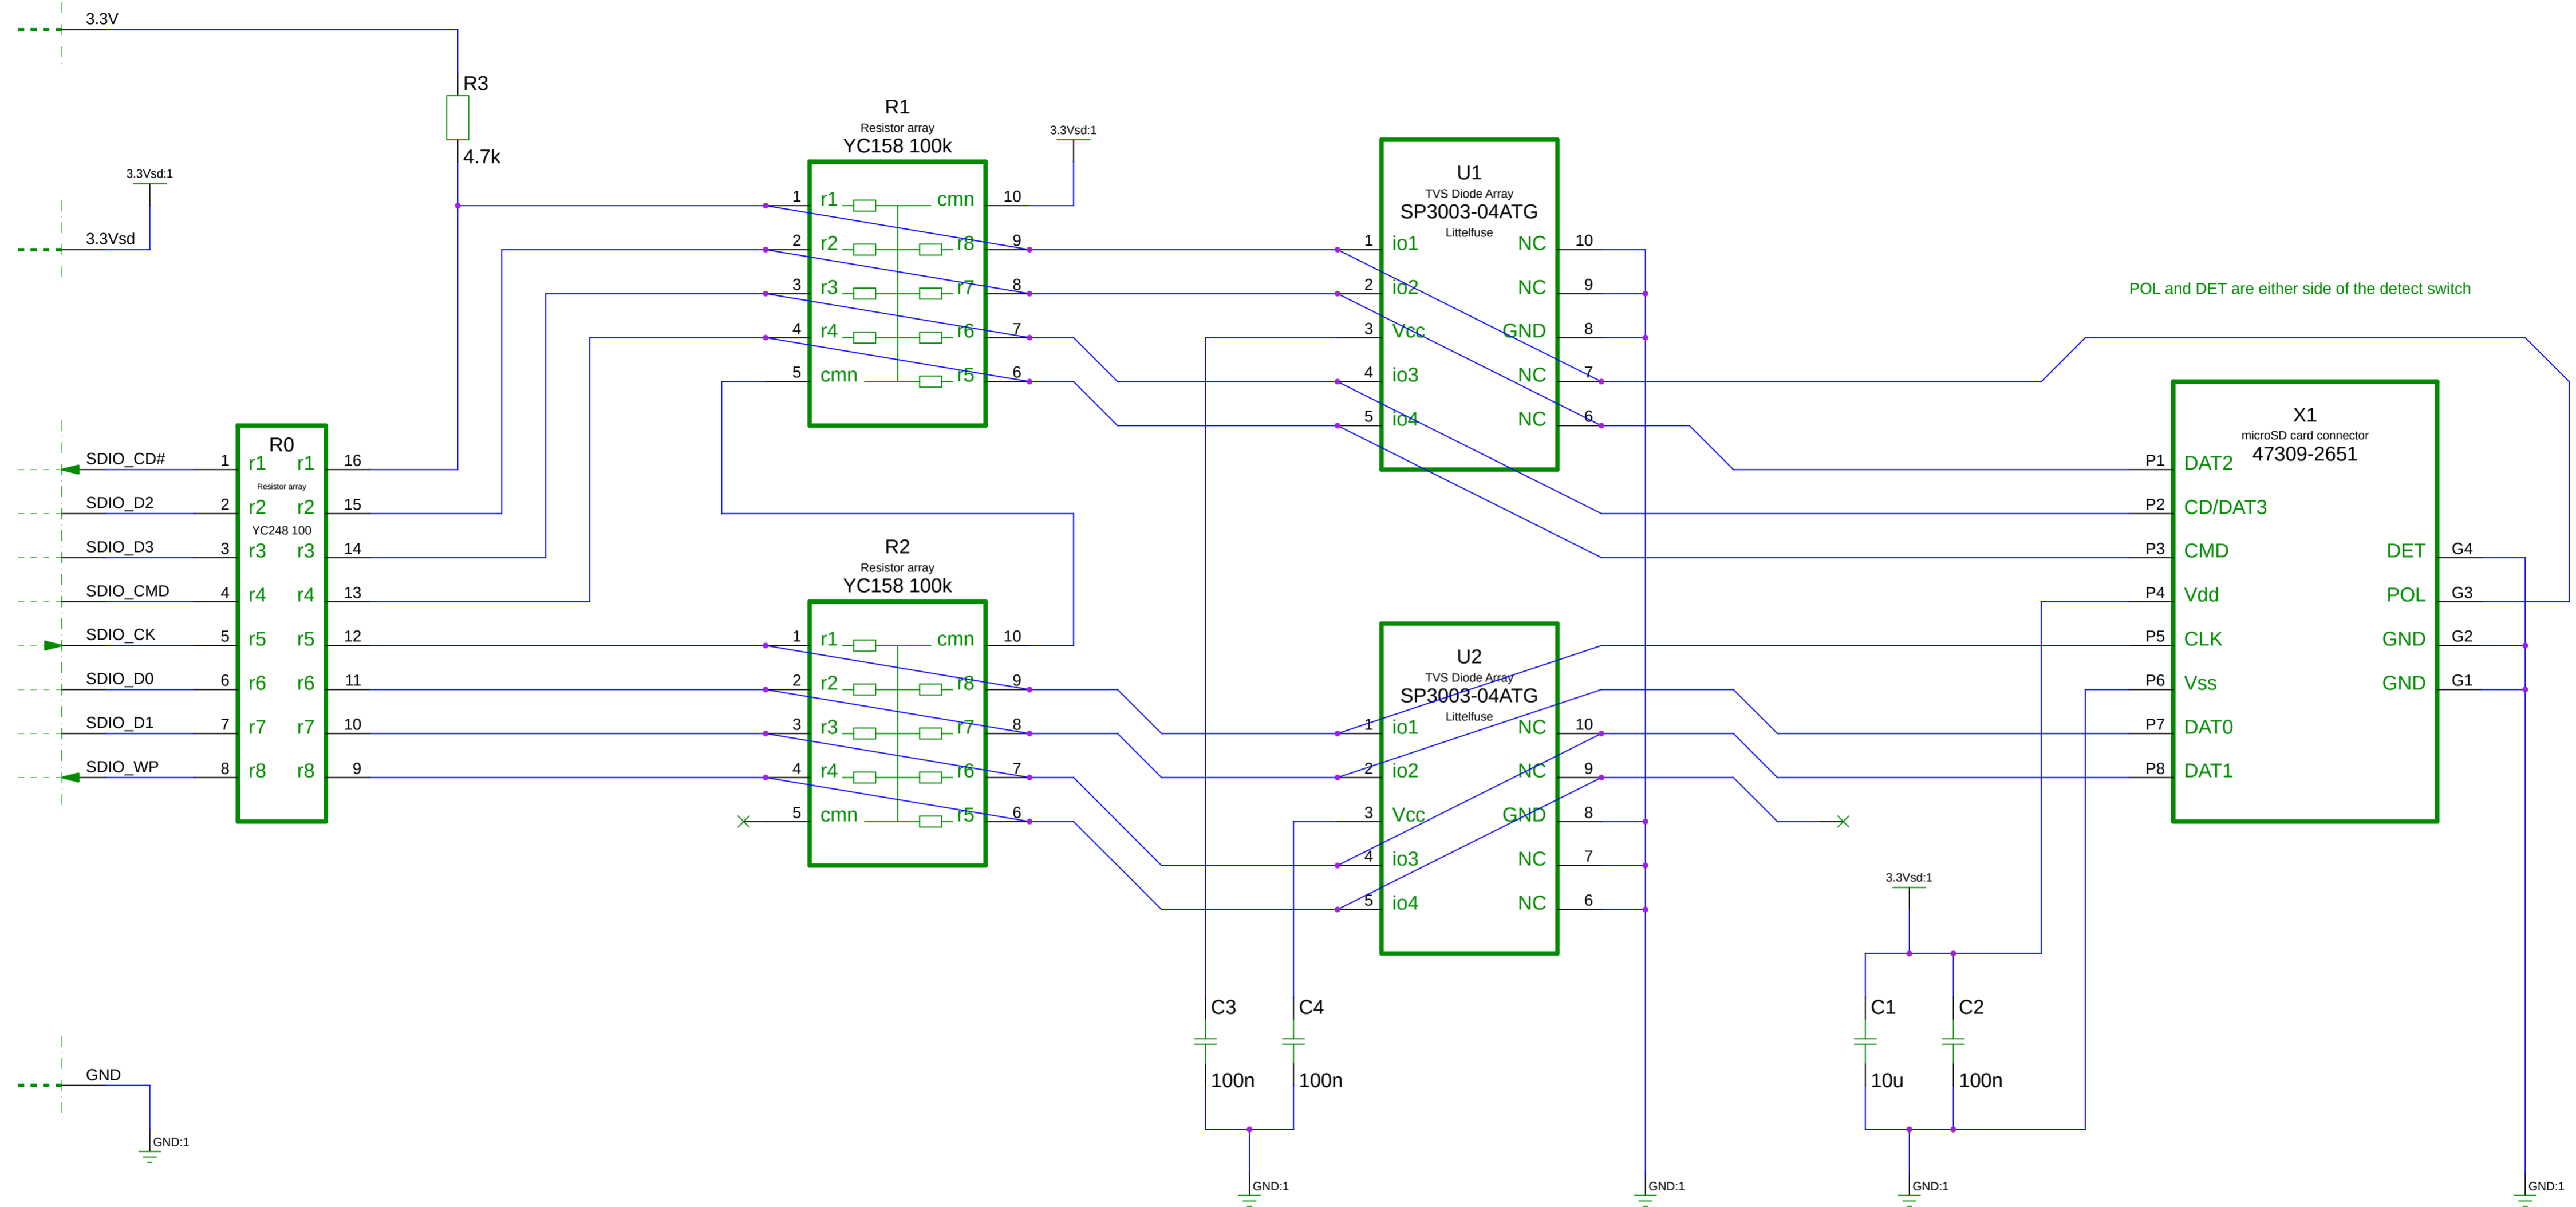 3.3V
R3
4.7k
3.3Vsd:1
3.3Vsd
R1
Resistor array
YC158 100k
3.3Vsd:1
1 r1 cmn 10
2 r2 r8 9
3 r3 r7 8
4 r4 r6 7
5 cmn r5 6
U1
TVS Diode Array
SP3003-04ATG
Littelfuse
1 io1 NC 10
2 io2 NC 9
3 Vcc GND 8
4 io3 NC 7
5 io4 NC 6
POL and DET are either side of the detect switch
R0
Resistor array
YC248 100
SDIO_CD# 1 r1 r1 16
SDIO_D2 2 r2 r2 15
SDIO_D3 3 r3 r3 14
SDIO_CMD 4 r4 r4 13
SDIO_CK 5 r5 r5 12
SDIO_D0 6 r6 r6 11
SDIO_D1 7 r7 r7 10
SDIO_WP 8 r8 r8 9
R2
Resistor array
YC158 100k
1 r1 cmn 10
2 r2 r8 9
3 r3 r7 8
4 r4 r6 7
5 cmn r5 6
U2
TVS Diode Array
SP3003-04ATG
Littelfuse
1 io1 NC 10
2 io2 NC 9
3 Vcc GND 8
4 io3 NC 7
5 io4 NC 6
X1
microSD card connector
47309-2651
P1 DAT2
P2 CD/DAT3
P3 CMD DET G4
P4 Vdd POL G3
P5 CLK GND G2
P6 Vss GND G1
P7 DAT0
P8 DAT1
3.3Vsd:1
C3
100n
C4
100n
C1
10u
C2
100n
GND
GND:1
GND:1
GND:1
GND:1
GND:1